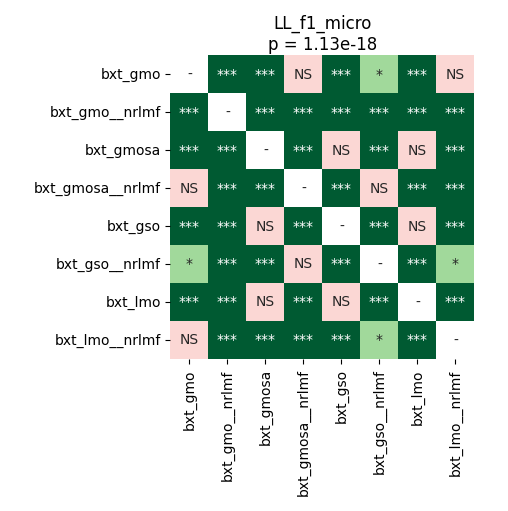 LL_f1_micro
p = 1.13e-18
bxt_gmo - *** *** NS *** * *** NS
bxt_gmo__nrlmf *** - *** *** *** *** *** ***
bxt_gmosa *** *** - *** NS *** NS ***
bxt_gmosa__nrlmf NS *** *** - *** NS *** ***
bxt_gso *** *** NS *** - *** NS ***
bxt_gso__nrlmf * *** *** NS *** - *** *
bxt_lmo *** *** NS *** NS *** - ***
bxt_lmo__nrlmf NS *** *** *** *** * *** -
bxt_gmo
bxt_gmo__nrlmf
bxt_gmosa
bxt_gmosa__nrlmf
bxt_gso
bxt_gso__nrlmf
bxt_lmo
bxt_lmo__nrlmf